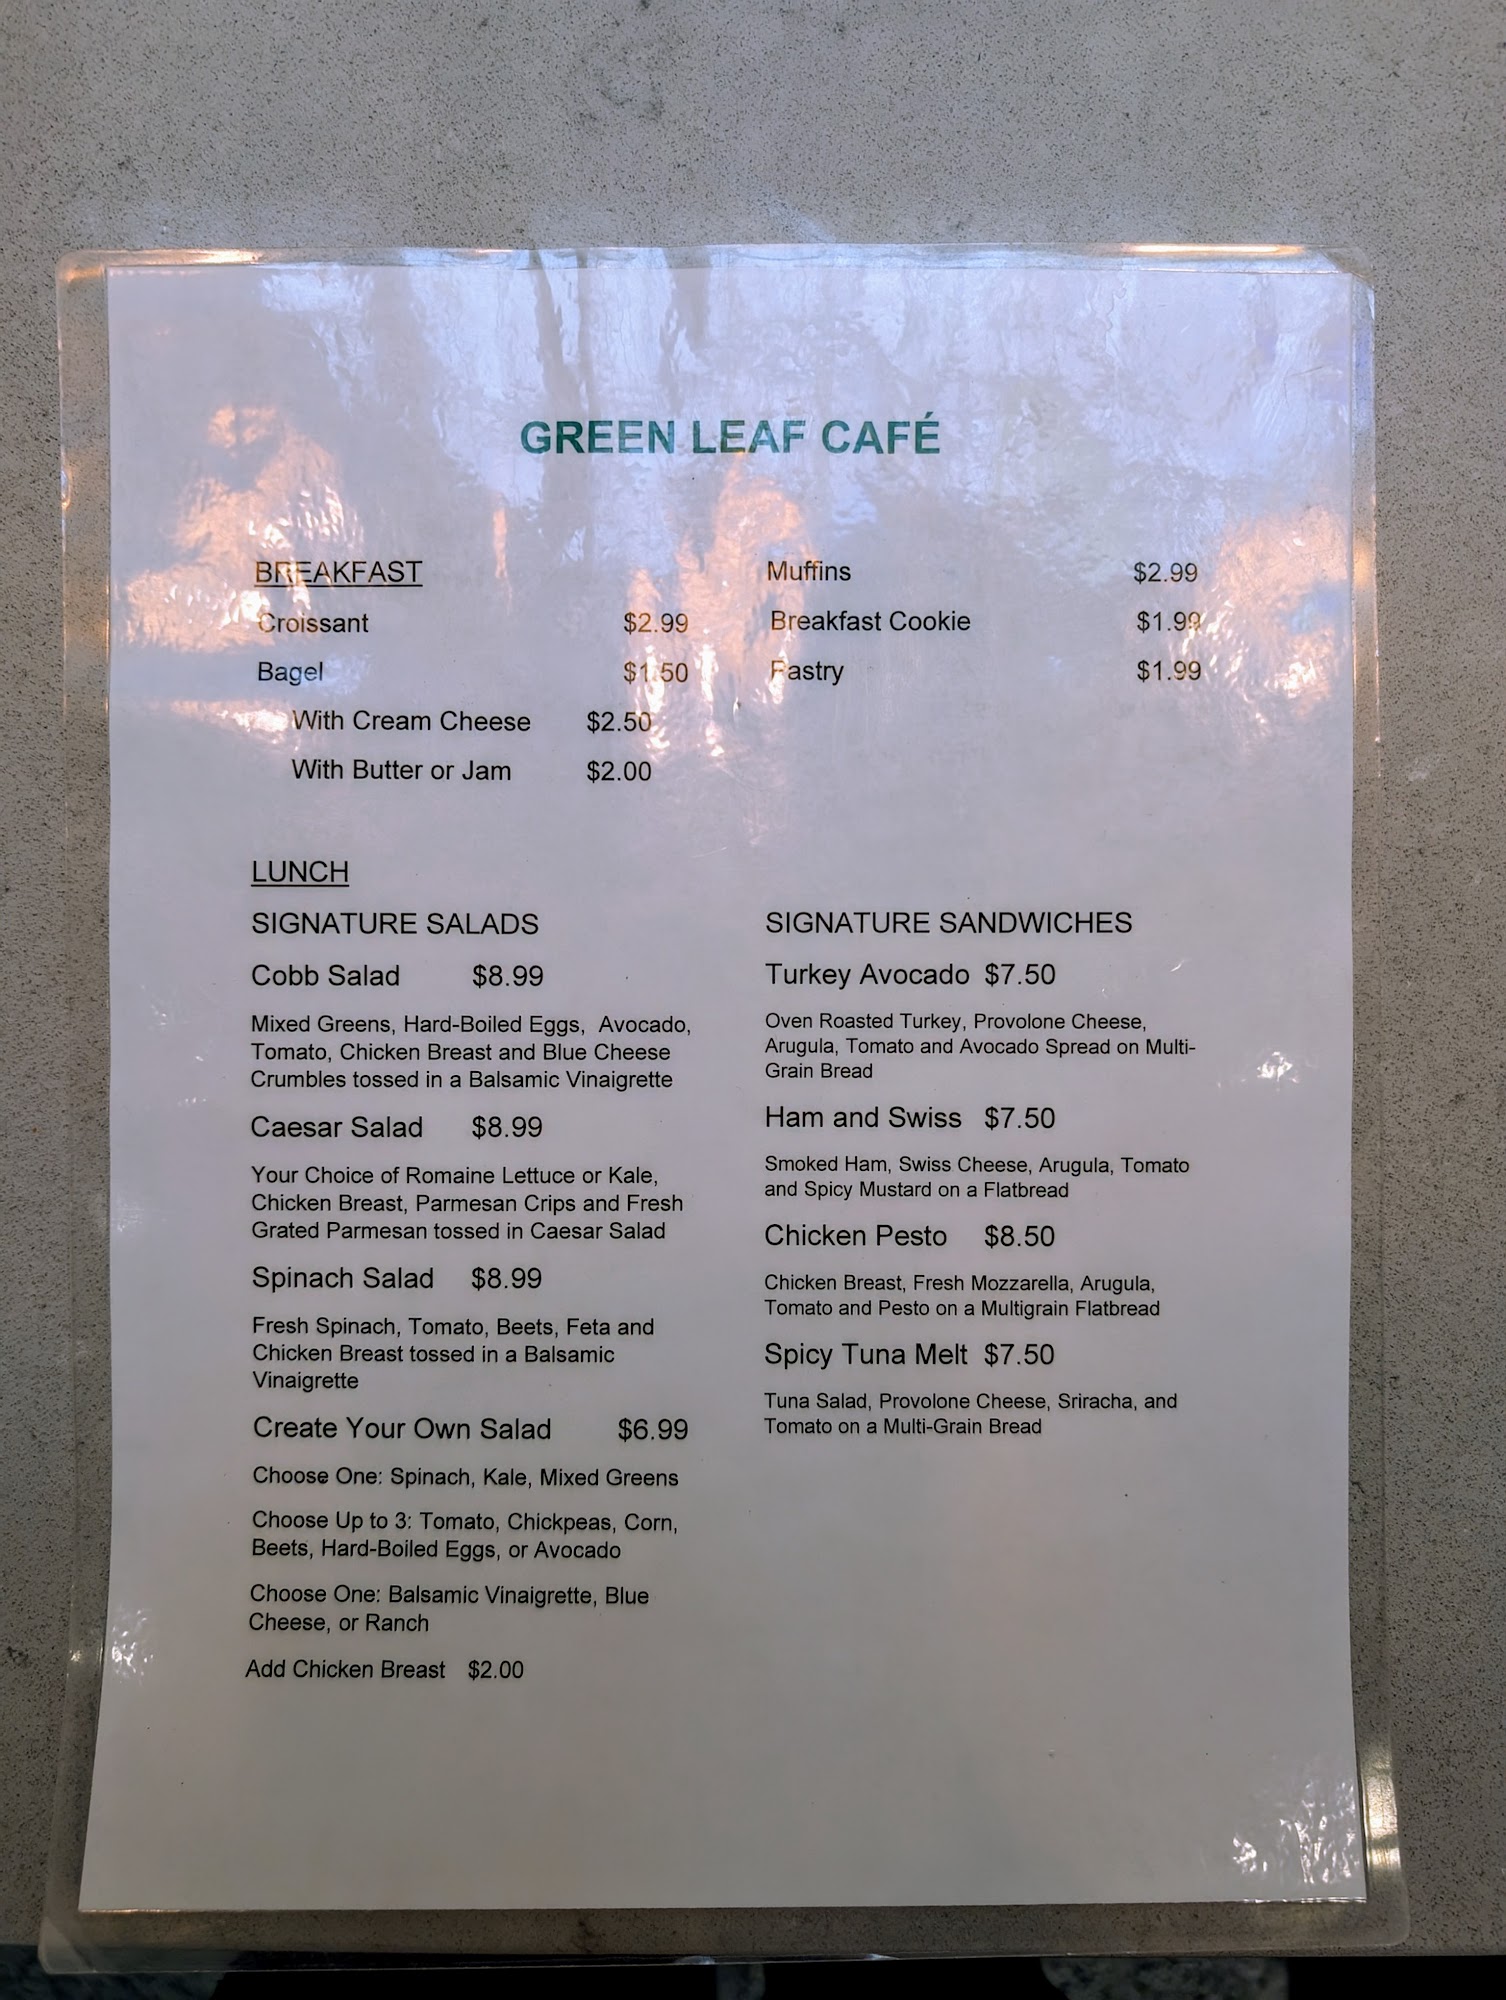 GREEN LEAF CAFÉ
BREAKFAST
Croissant $2.99
Bagel $1.50
With Cream Cheese $2.50
With Butter or Jam $2.00
Muffins $2.99
Breakfast Cookie $1.99
Pastry $1.99
LUNCH
SIGNATURE SALADS
Cobb Salad $8.99
Mixed Greens, Hard-Boiled Eggs, Avocado,
Tomato, Chicken Breast and Blue Cheese
Crumbles tossed in a Balsamic Vinaigrette
Caesar Salad $8.99
Your Choice of Romaine Lettuce or Kale,
Chicken Breast, Parmesan Crips and Fresh
Grated Parmesan tossed in Caesar Salad
Spinach Salad $8.99
Fresh Spinach, Tomato, Beets, Feta and
Chicken Breast tossed in a Balsamic
Vinaigrette
Create Your Own Salad $6.99
Choose One: Spinach, Kale, Mixed Greens
Choose Up to 3: Tomato, Chickpeas, Corn,
Beets, Hard-Boiled Eggs, or Avocado
Choose One: Balsamic Vinaigrette, Blue
Cheese, or Ranch
Add Chicken Breast $2.00
SIGNATURE SANDWICHES
Turkey Avocado $7.50
Oven Roasted Turkey, Provolone Cheese,
Arugula, Tomato and Avocado Spread on Multi-
Grain Bread
Ham and Swiss $7.50
Smoked Ham, Swiss Cheese, Arugula, Tomato
and Spicy Mustard on a Flatbread
Chicken Pesto $8.50
Chicken Breast, Fresh Mozzarella, Arugula,
Tomato and Pesto on a Multigrain Flatbread
Spicy Tuna Melt $7.50
Tuna Salad, Provolone Cheese, Sriracha, and
Tomato on a Multi-Grain Bread